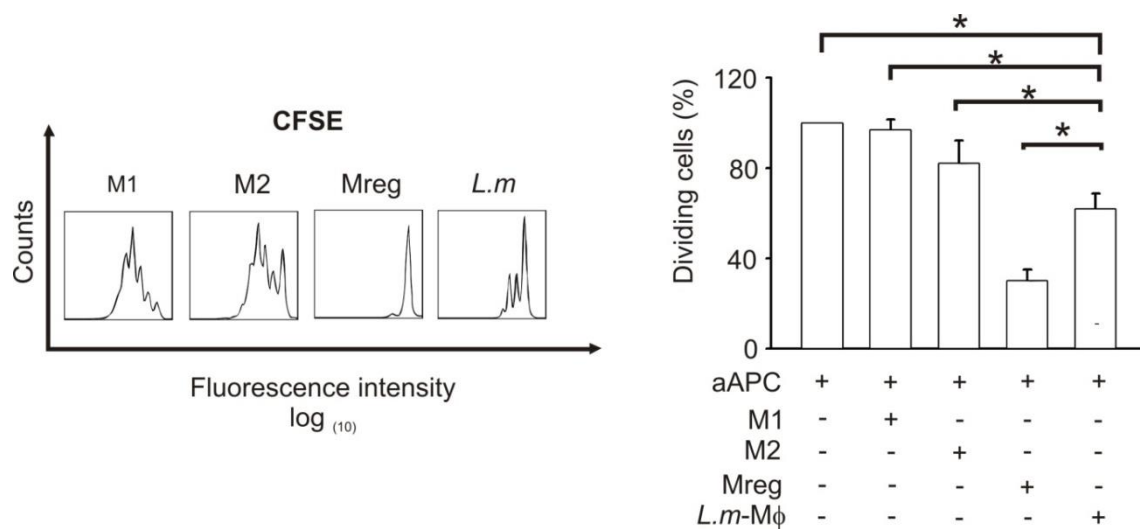 CFSE
M1 M2 Mreg L.m
Counts
Fluorescence intensity
log (10)
*
*
*
*
Dividing cells (%)
120
80
40
0
aAPC + + + + +
M1 - + - - -
M2 - - + - -
Mreg - - - + -
L.m-Mϕ - - - - +